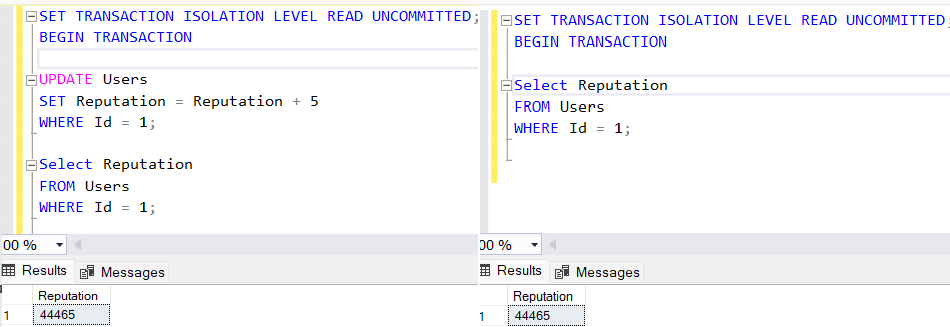 SET TRANSACTION ISOLATION LEVEL READ UNCOMMITTED;
BEGIN TRANSACTION
UPDATE Users
SET Reputation = Reputation + 5
WHERE Id = 1;
Select Reputation
FROM Users
WHERE Id = 1;
00 %
Results Messages
Reputation
1 44465
SET TRANSACTION ISOLATION LEVEL READ UNCOMMITTED;
BEGIN TRANSACTION
Select Reputation
FROM Users
WHERE Id = 1;
00 %
Results Messages
Reputation
1 44465